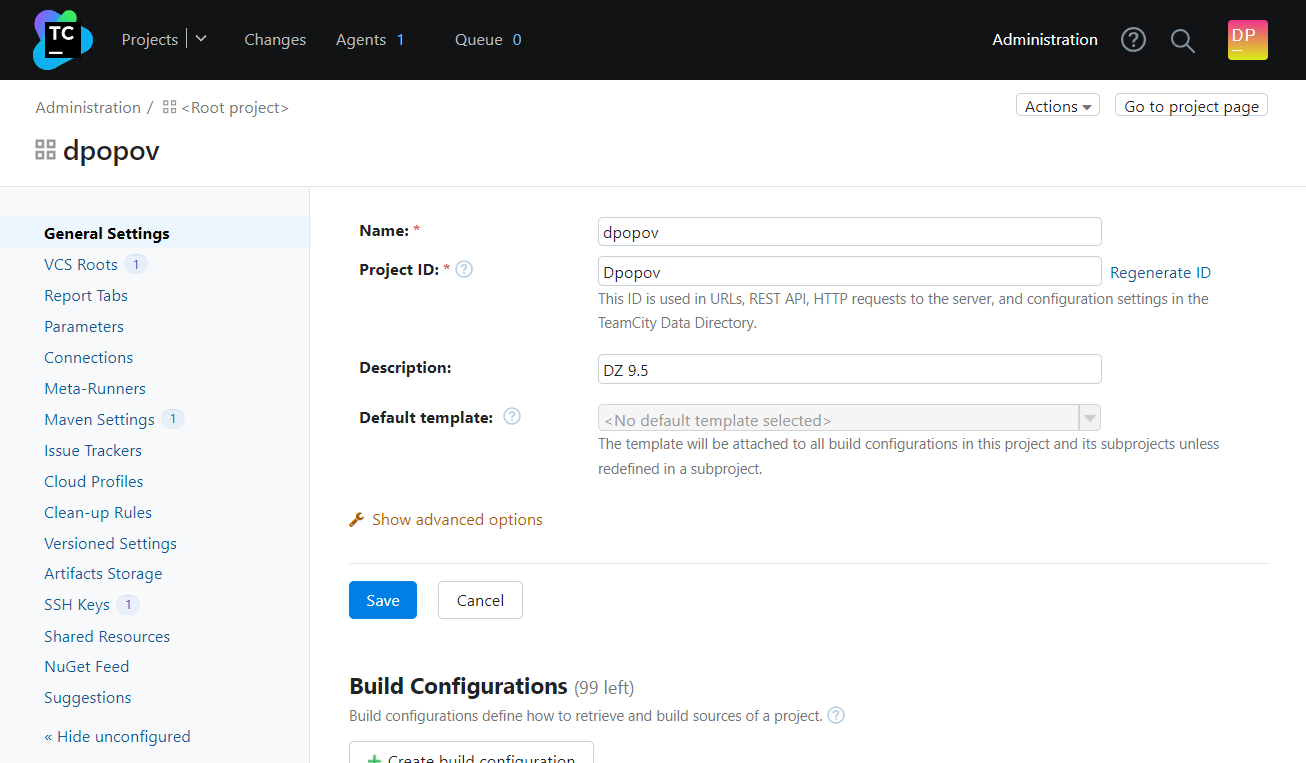 TC
Projects
Changes
Agents 1
Queue 0
Administration
DP
Administration / <Root project>
Actions
Go to project page
dpopov
General Settings
VCS Roots 1
Report Tabs
Parameters
Connections
Meta-Runners
Maven Settings 1
Issue Trackers
Cloud Profiles
Clean-up Rules
Versioned Settings
Artifacts Storage
SSH Keys 1
Shared Resources
NuGet Feed
Suggestions
« Hide unconfigured
Name: * dpopov
Project ID: * ? Dpopov Regenerate ID
This ID is used in URLs, REST API, HTTP requests to the server, and configuration settings in the
TeamCity Data Directory.
Description: DZ 9.5
Default template: ? <No default template selected>
The template will be attached to all build configurations in this project and its subprojects unless
redefined in a subproject.
Show advanced options
Save Cancel
Build Configurations (99 left)
Build configurations define how to retrieve and build sources of a project. ?
+ Create build configuration